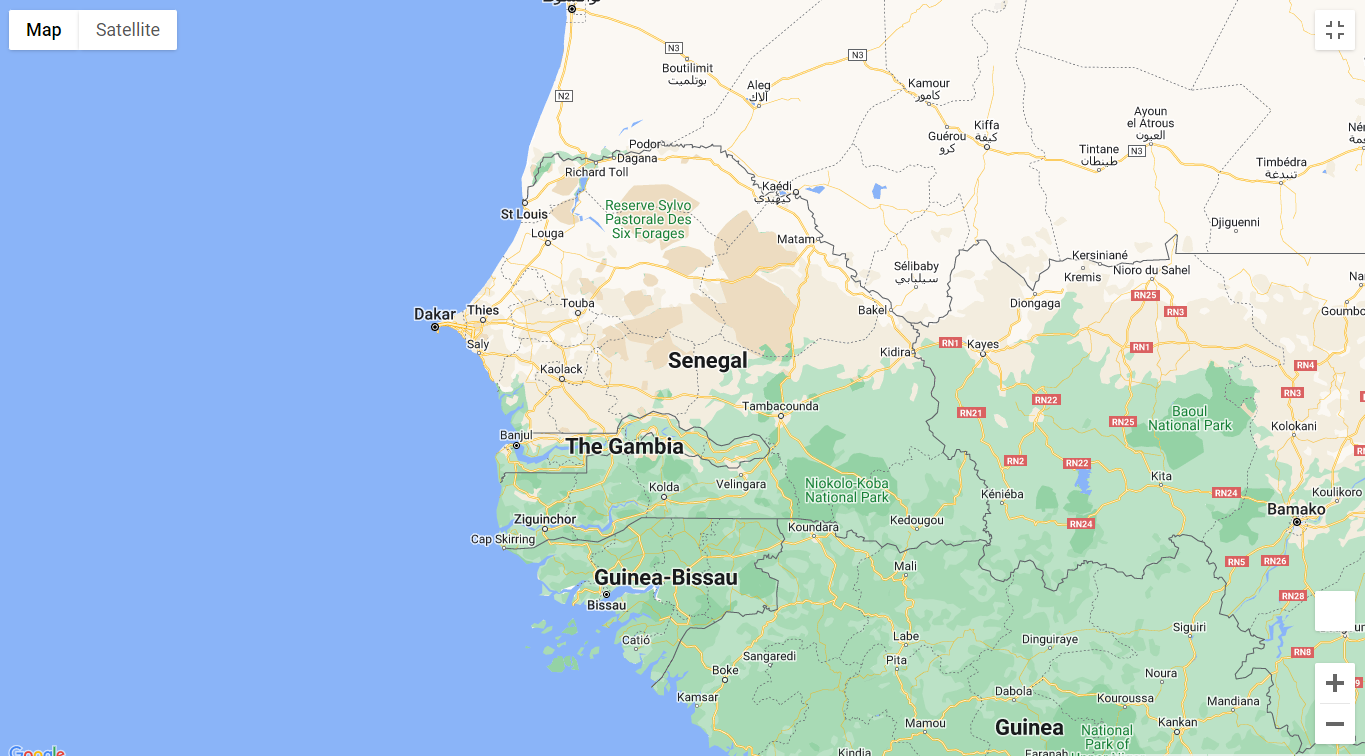 Map
Satellite
N3
Boutilimit
بوتلميت
N3
Aleg
ألاك
Kamour
كامور
N2
Ayoun
el Atrous
العيون
Kiffa
كيفة
Guérou
كرو
N3
Tintane
طينطان
Timbédra
تنبدغة
Podor
Dagana
Richard Toll
Kaédi
كيهيدي
St Louis
Reserve Sylvo
Pastorale Des
Six Forages
Djiguenni
Louga
Matam
Kersiniané
Sélibaby
سيليبابي
Kremis
Nioro du Sahel
RN25
Diongaga
RN3
Touba
Thies
Dakar
Bakel
Saly
Kidira
RN1
Kayes
RN1
Senegal
Kaolack
RN4
RN3
RN22
Tambacounda
RN21
Baoul
National Park
RN25
Kolokani
Banjul
The Gambia
RN2
RN22
Kita
Velingara
Kolda
Niokolo-Koba
National Park
Kéniéba
RN24
Koulikoro
Bamako
Ziguinchor
Koundara
Kedougou
RN24
Cap Skirring
RN5
RN26
Mali
Guinea-Bissau
RN28
Bissau
Catió
Labe
Dinguiraye
Siguiri
RN8
Sangaredi
Pita
Boke
Noura
Kamsar
Dabola
Kouroussa
Mandiana
Mamou
Guinea
Kankan
National
Park of
Kindia
Faranah
Google